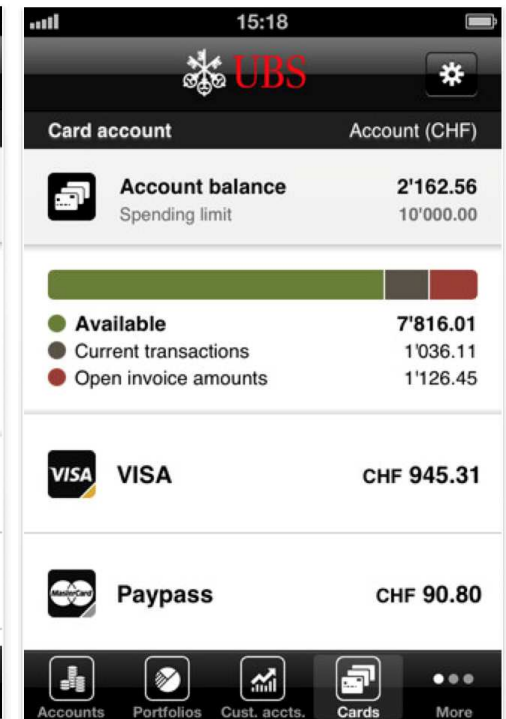 15:18
UBS
Card account Account (CHF)
Account balance 2'162.56
Spending limit 10'000.00
Available 7'816.01
Current transactions 1'036.11
Open invoice amounts 1'126.45
VISA VISA CHF 945.31
MasterCard Paypass CHF 90.80
Accounts Portfolios Cust. accts. Cards More